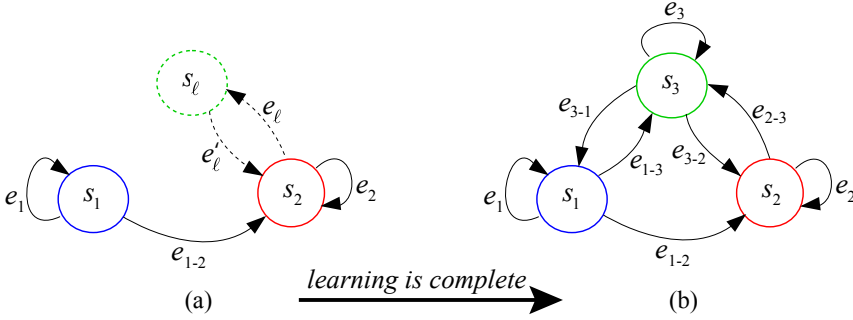 e3
sℓ
s3
eℓ
e'ℓ
e3-1
e2-3
e1-3
e3-2
e1
s1
s2
e2
e1
s1
s2
e2
e1-2
e1-2
learning is complete
(a)
(b)